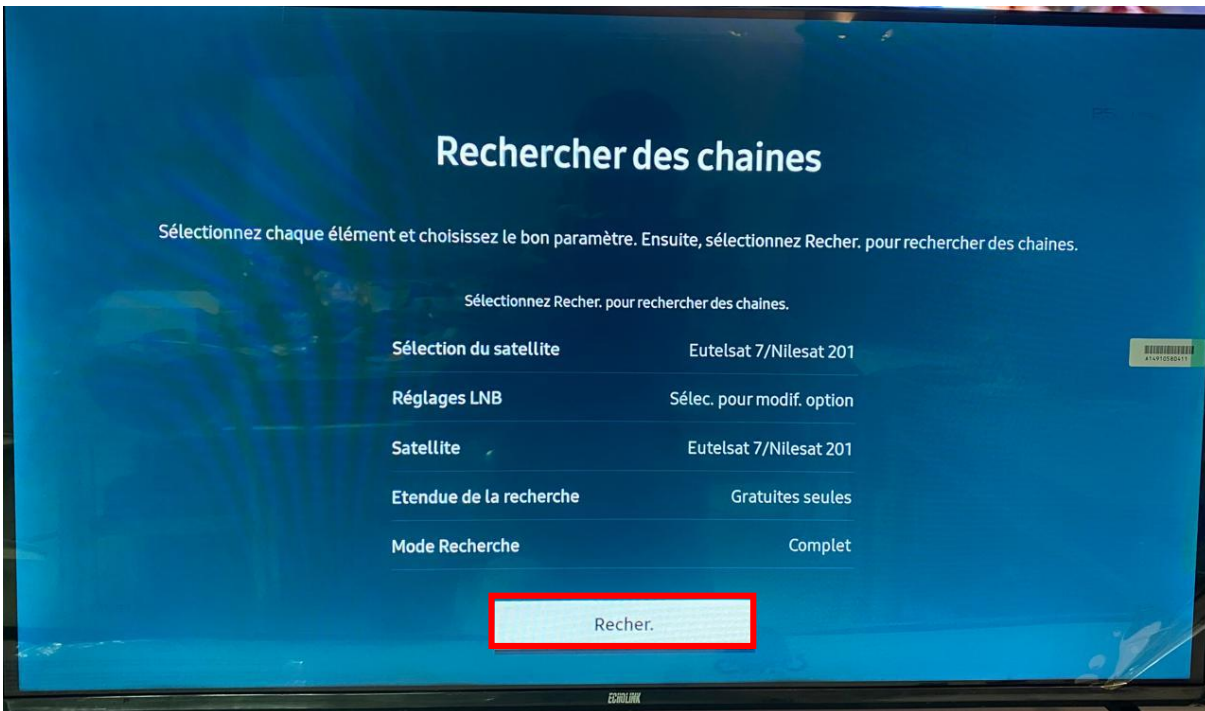 Rechercher des chaines
Sélectionnez chaque élément et choisissez le bon paramètre. Ensuite, sélectionnez Recher. pour rechercher des chaines.
Sélectionnez Recher. pour rechercher des chaines.
Sélection du satellite Eutelsat 7/Nilesat 201
Réglages LNB Sélec. pour modif. option
A14910580411
Satellite Eutelsat 7/Nilesat 201
Etendue de la recherche Gratuites seules
Mode Recherche Complet
Recher.
ECHOLINK